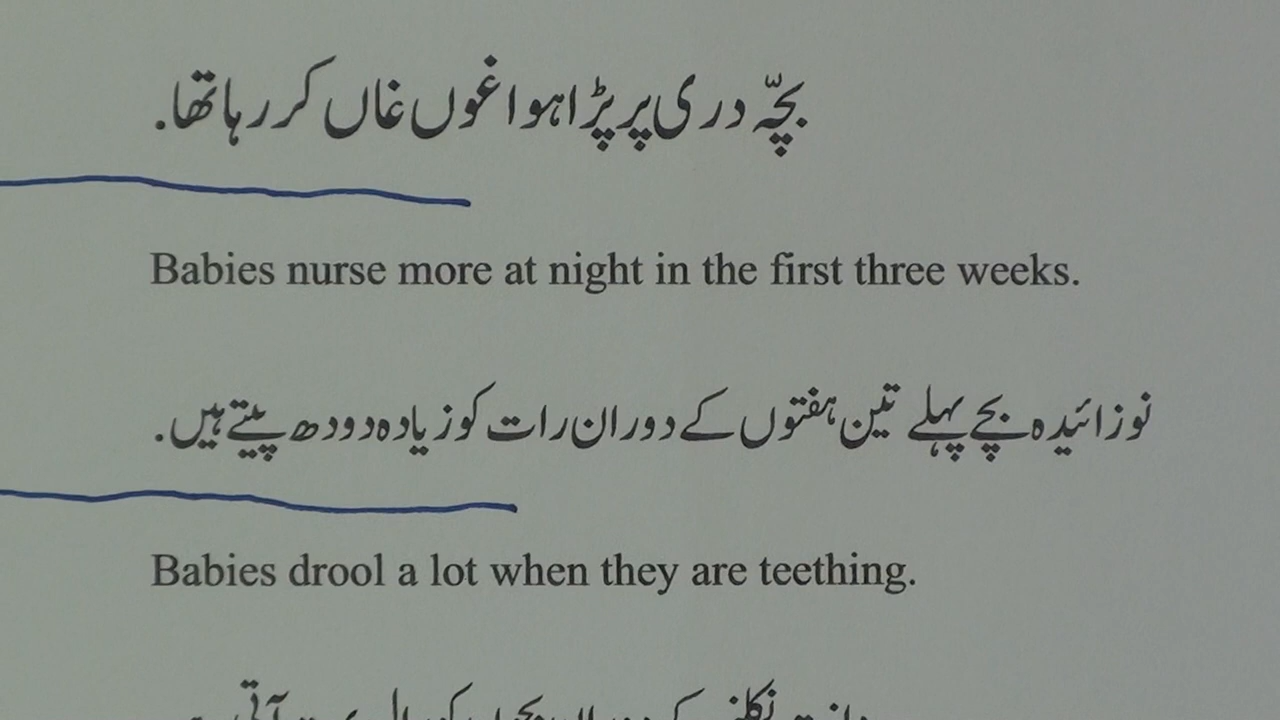 بچّہ دری پر پڑا ہوا غوں غاں کر رہا تھا.
Babies nurse more at night in the first three weeks.
نوزائیدہ بچے پہلے تین ہفتوں کے دوران رات کو زیادہ دودھ پیتے ہیں.
Babies drool a lot when they are teething.